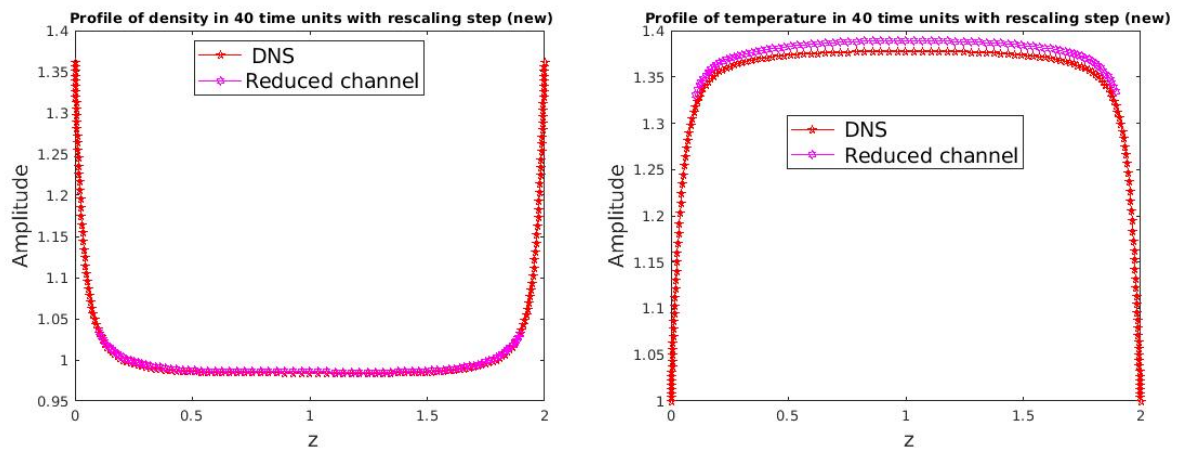 Profile of density in 40 time units with rescaling step (new)
1.4
1.35
1.3
1.25
1.2
1.15
1.1
1.05
1
0.95
Amplitude
DNS
Reduced channel
0
0.5
1
1.5
2
z
Profile of temperature in 40 time units with rescaling step (new)
1.4
1.35
1.3
1.25
1.2
1.15
1.1
1.05
1
Amplitude
DNS
Reduced channel
0
0.5
1
1.5
2
z